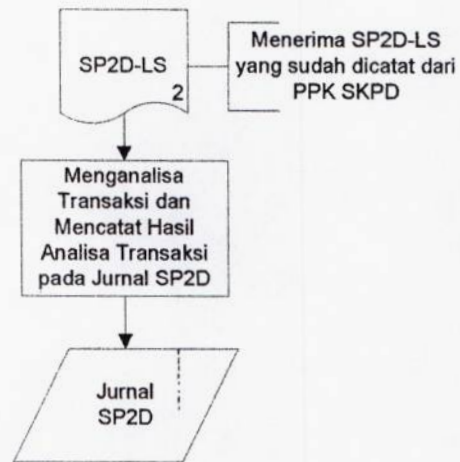 SP2D-LS
2
Menerima SP2D-LS
yang sudah dicatat dari
PPK SKPD
Menganalisa
Transaksi dan
Mencatat Hasil
Analisa Transaksi
pada Jurnal SP2D
Jurnal
SP2D